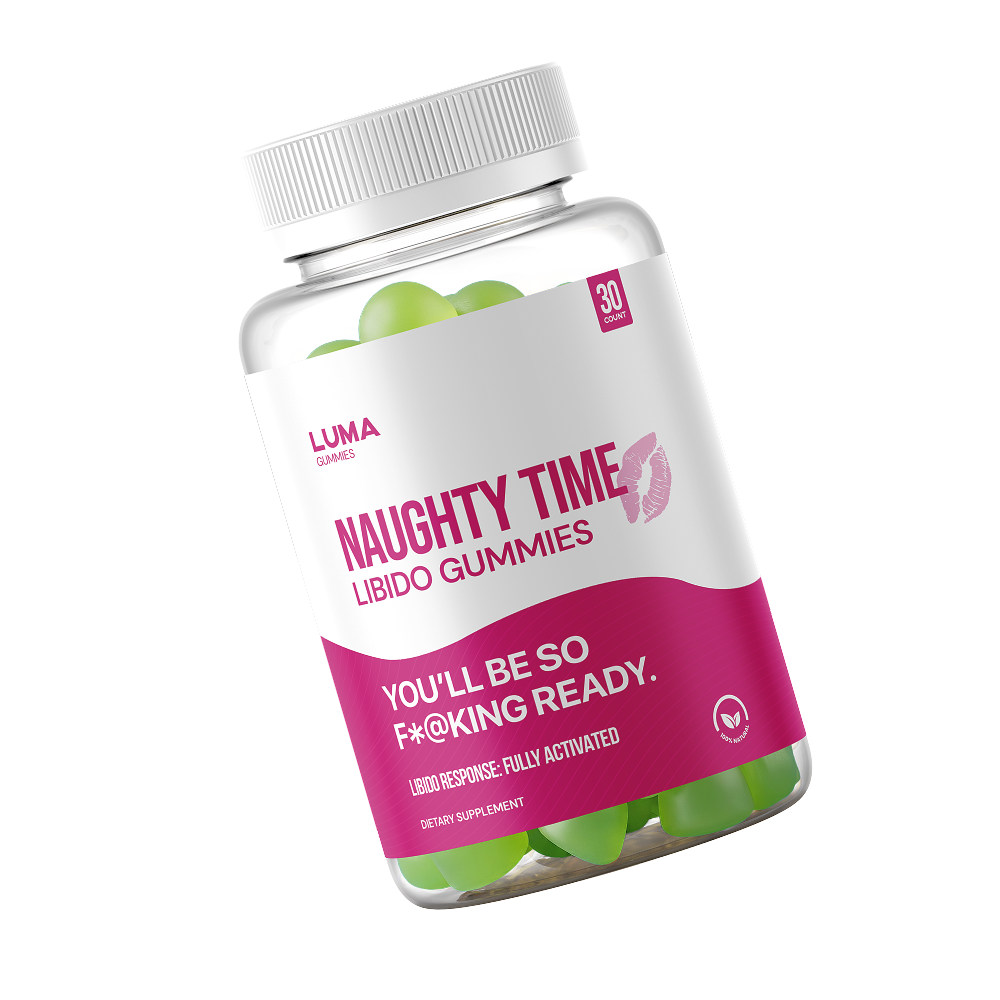 30
COUNT
LUMA
GUMMIES
NAUGHTY TIME
LIBIDO GUMMIES
YOU'LL BE SO
F*@KING READY.
LIBIDO RESPONSE: FULLY ACTIVATED
DIETARY SUPPLEMENT
100% NATURAL